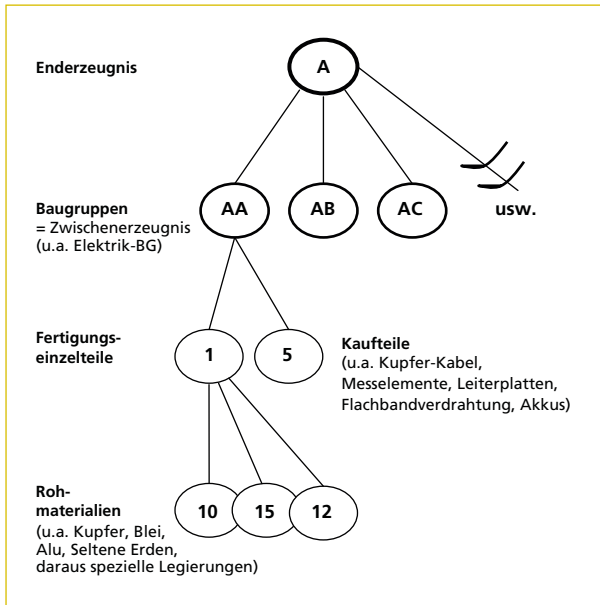 Enderzeugnis
A
Baugruppen
= Zwischenerzeugnis
(u.a. Elektrik-BG)
AA
AB
AC
usw.
Fertigungs-
einzelteile
1
5
Kaufteile
(u.a. Kupfer-Kabel,
Messelemente, Leiterplatten,
Flachbandverdrahtung, Akkus)
Roh-
materialien
(u.a. Kupfer, Blei,
Alu, Seltene Erden,
daraus spezielle Legierungen)
10
15
12